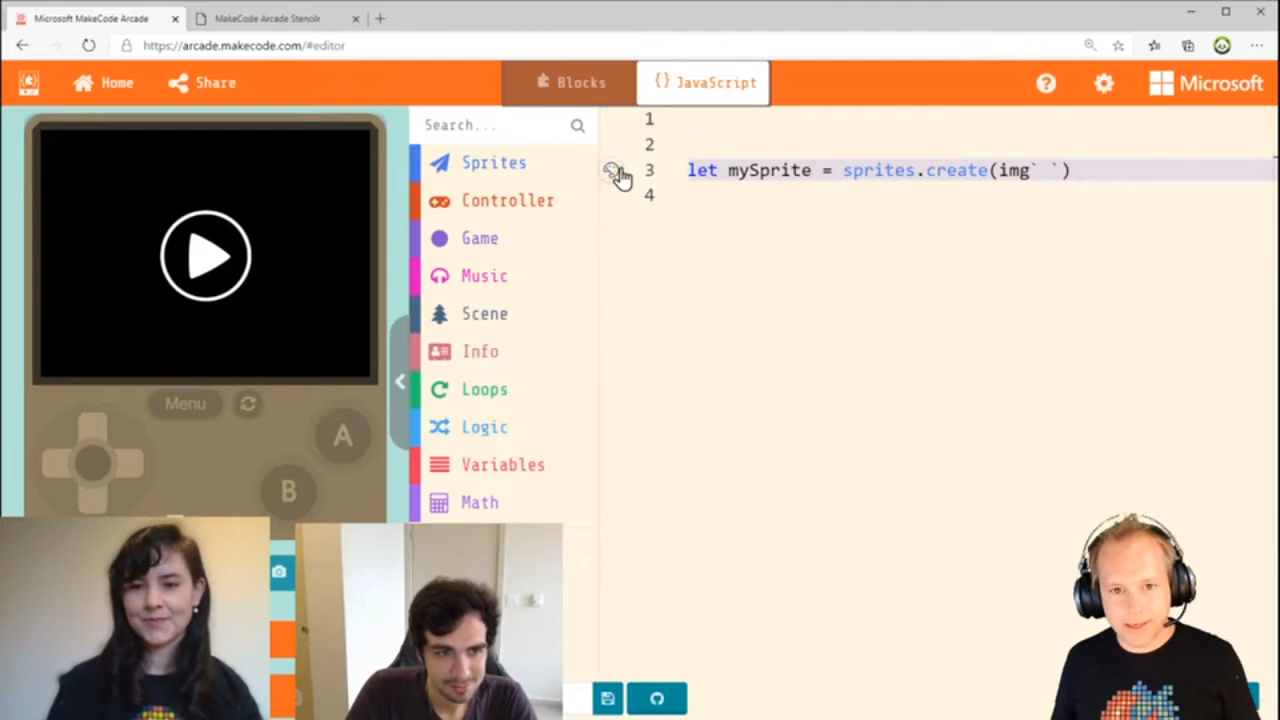 Microsoft MakeCode Arcade
MakeCode Arcade Stencilr
https://arcade.makecode.com/#editor
Home
Share
Blocks
{} JavaScript
Microsoft
Search...
Sprites
Controller
Game
Music
Scene
Info
Loops
Logic
Variables
Math
1
2
3 let mySprite = sprites.create(img` `)
4
Menu
A
B